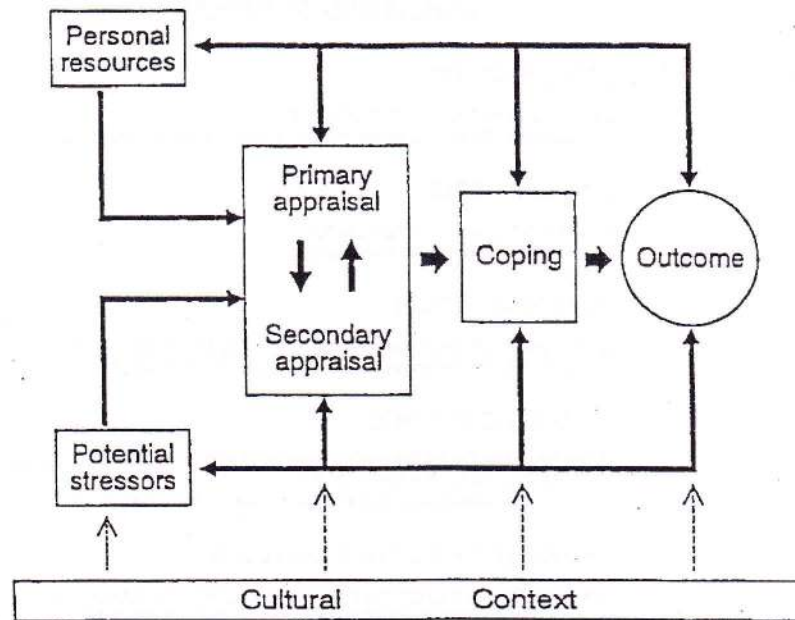 Personal
resources
Primary
appraisal
Secondary
appraisal
Coping
Outcome
Potential
stressors
Cultural Context